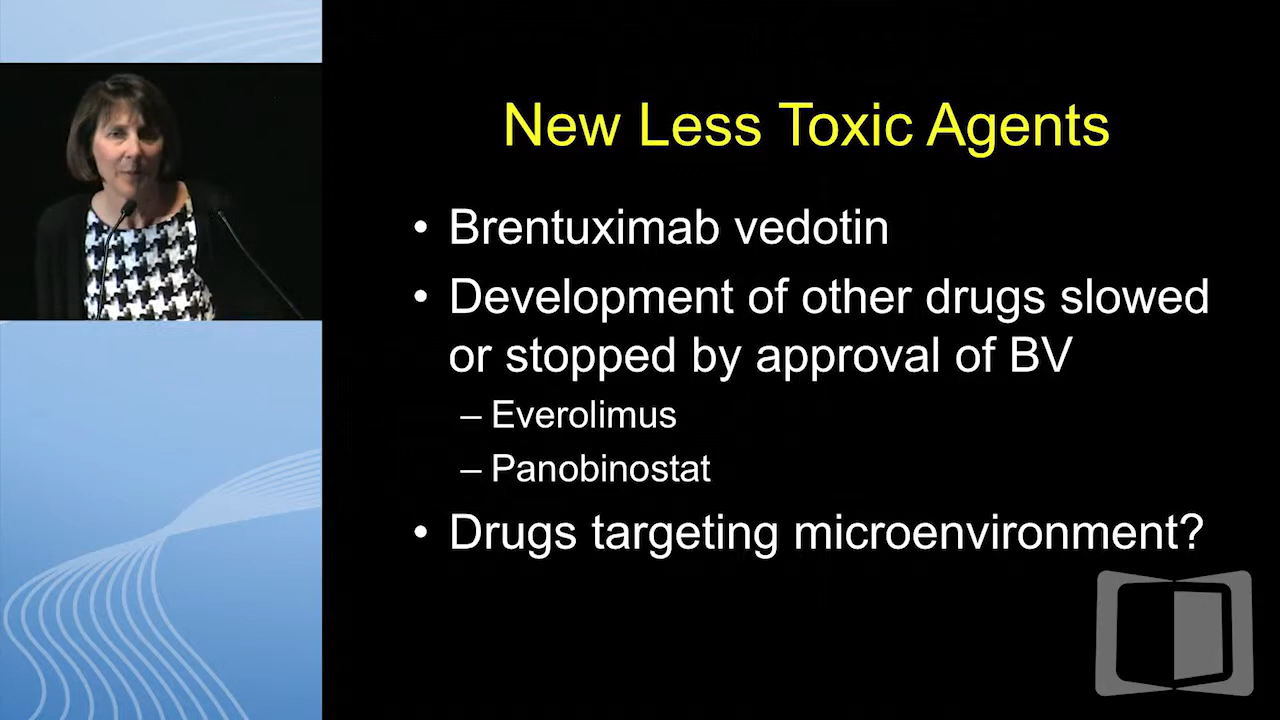 New Less Toxic Agents
• Brentuximab vedotin
• Development of other drugs slowed
or stopped by approval of BV
– Everolimus
– Panobinostat
• Drugs targeting microenvironment?